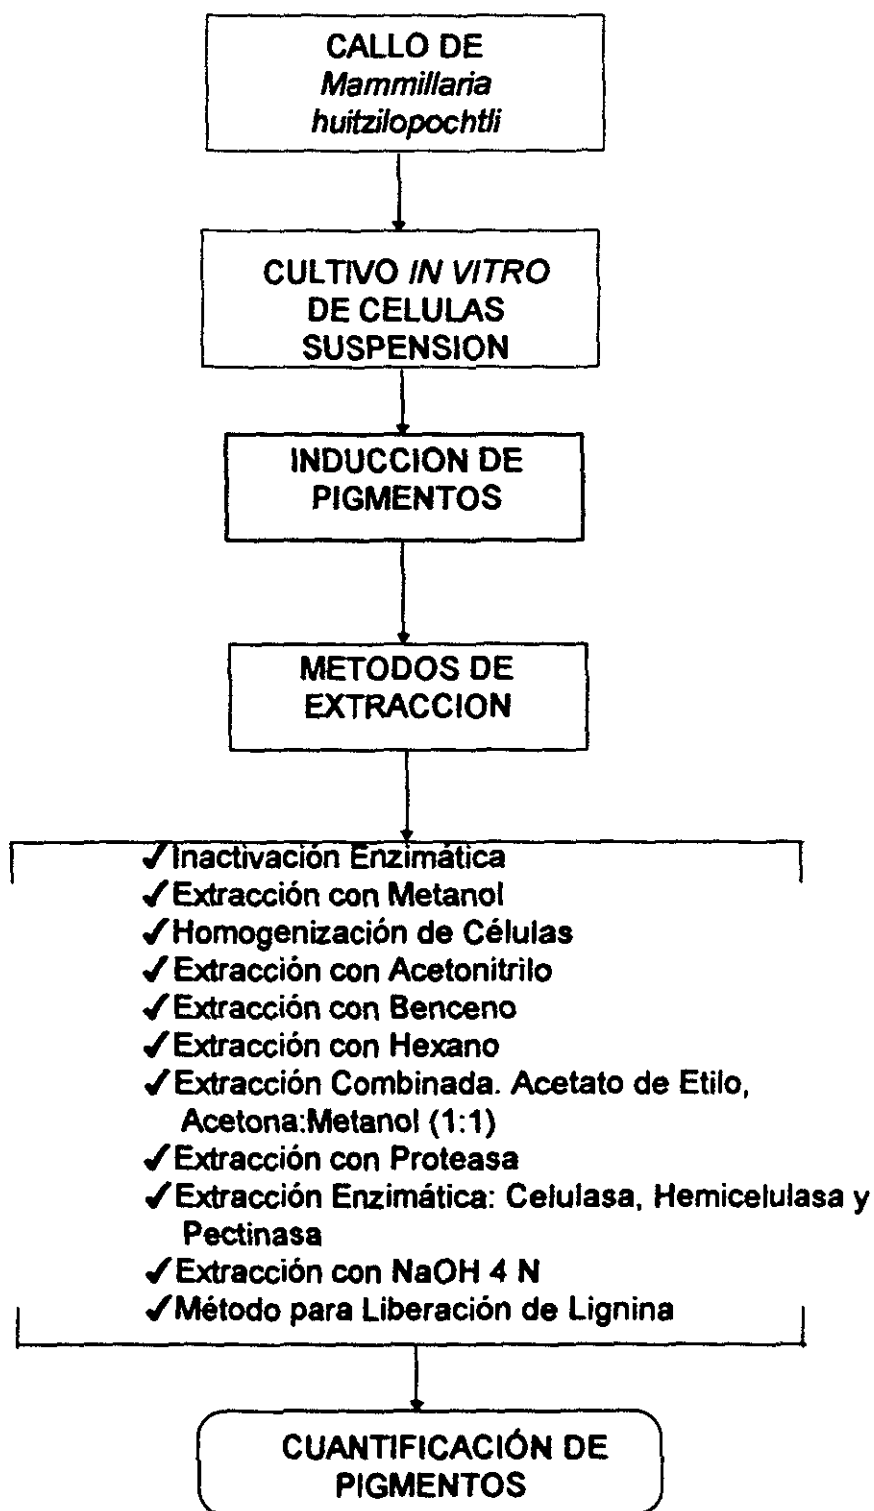 CALLO DE
Mammillaria
huitzilopochtli
CULTIVO IN VITRO
DE CELULAS
SUSPENSION
INDUCCION DE
PIGMENTOS
METODOS DE
EXTRACCION
✓Inactivación Enzimática
✓Extracción con Metanol
✓Homogenización de Células
✓Extracción con Acetonitrilo
✓Extracción con Benceno
✓Extracción con Hexano
✓Extracción Combinada. Acetato de Etilo,
Acetona:Metanol (1:1)
✓Extracción con Proteasa
✓Extracción Enzimática: Celulasa, Hemicelulasa y
Pectinasa
✓Extracción con NaOH 4 N
✓Método para Liberación de Lignina
CUANTIFICACIÓN DE
PIGMENTOS